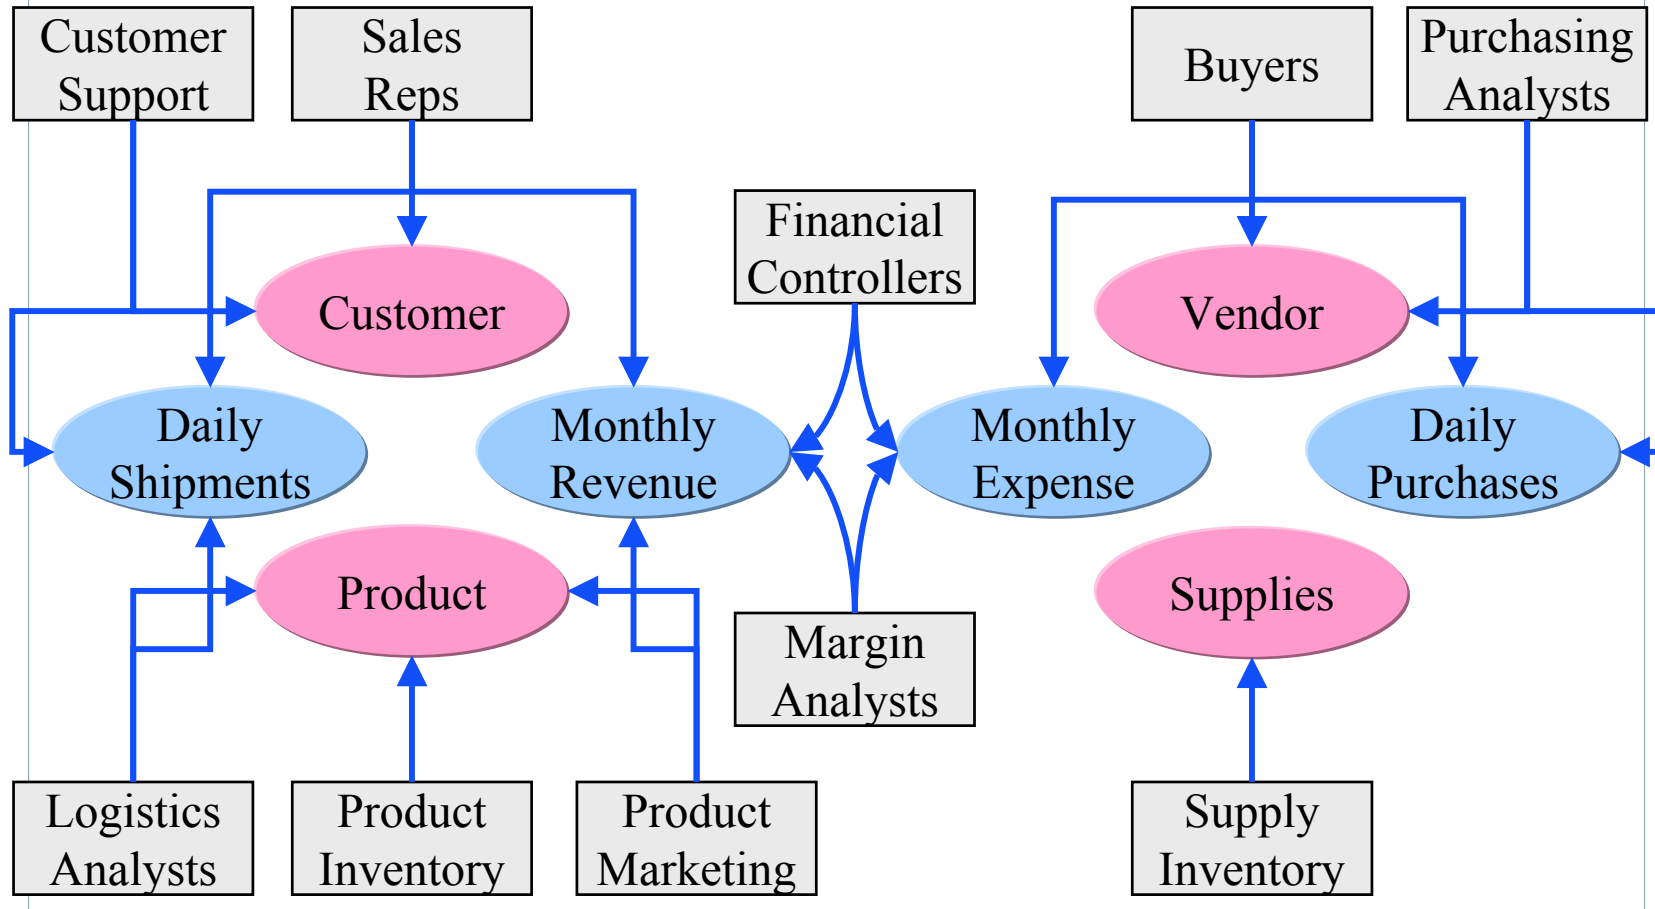 Customer
Support
Sales
Reps
Buyers
Purchasing
Analysts
Financial
Controllers
Customer
Vendor
Daily
Shipments
Monthly
Revenue
Monthly
Expense
Daily
Purchases
Product
Supplies
Margin
Analysts
Logistics
Analysts
Product
Inventory
Product
Marketing
Supply
Inventory